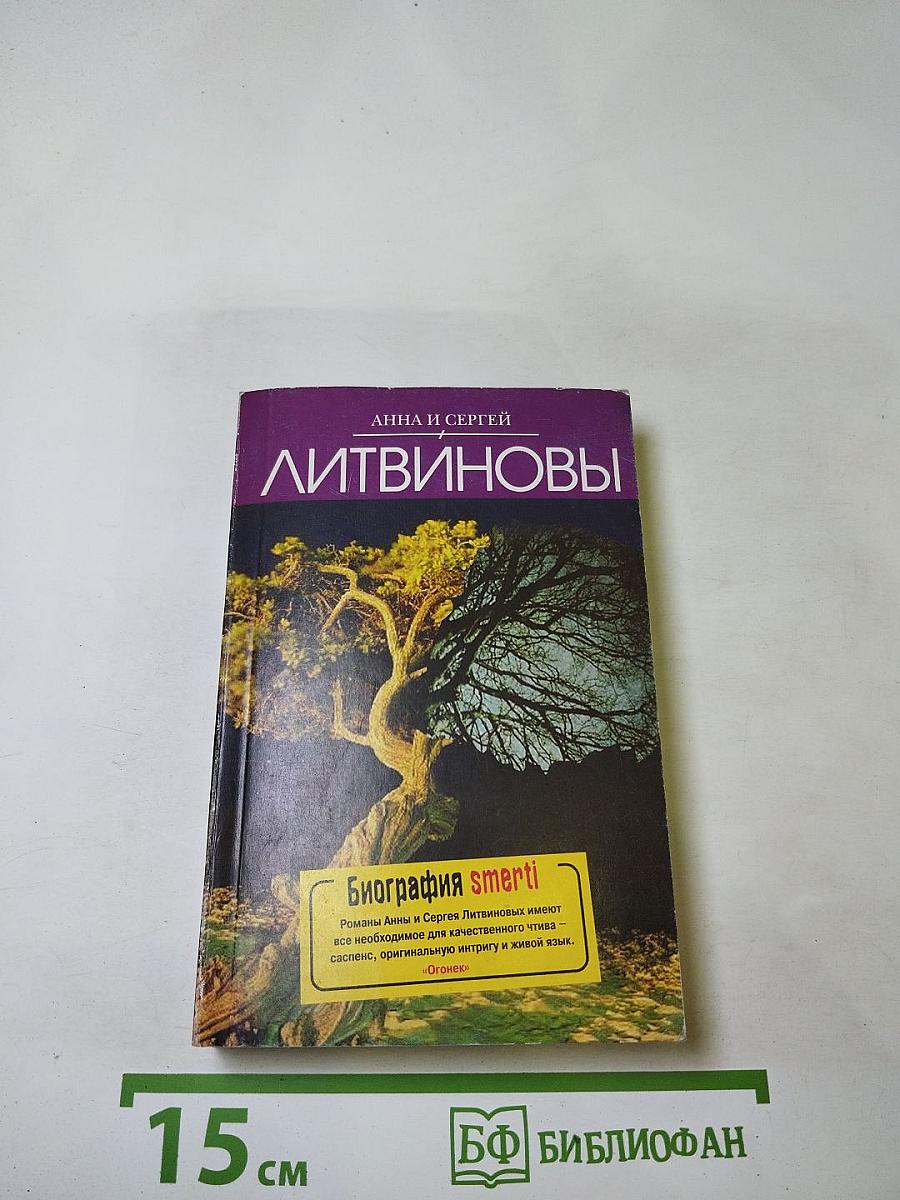 АННА И СЕРГЕЙ
ЛИТВИНОВЫ
Биография smerti
Романы Анны и Сергея Литвиновых имеют
все необходимое для качественного чтива –
саспенс, оригинальную интригу и живой язык.
«Огонек»
15 см
БФ БИБЛИОФАН